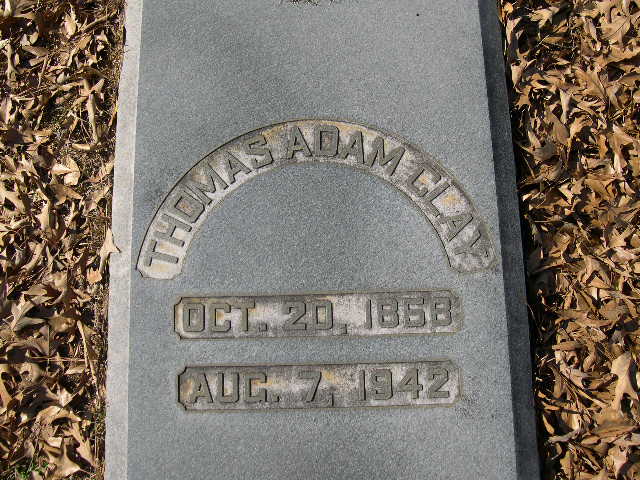 THOMAS ADAM CLAY
OCT. 20, 1858
AUG. 7, 1942